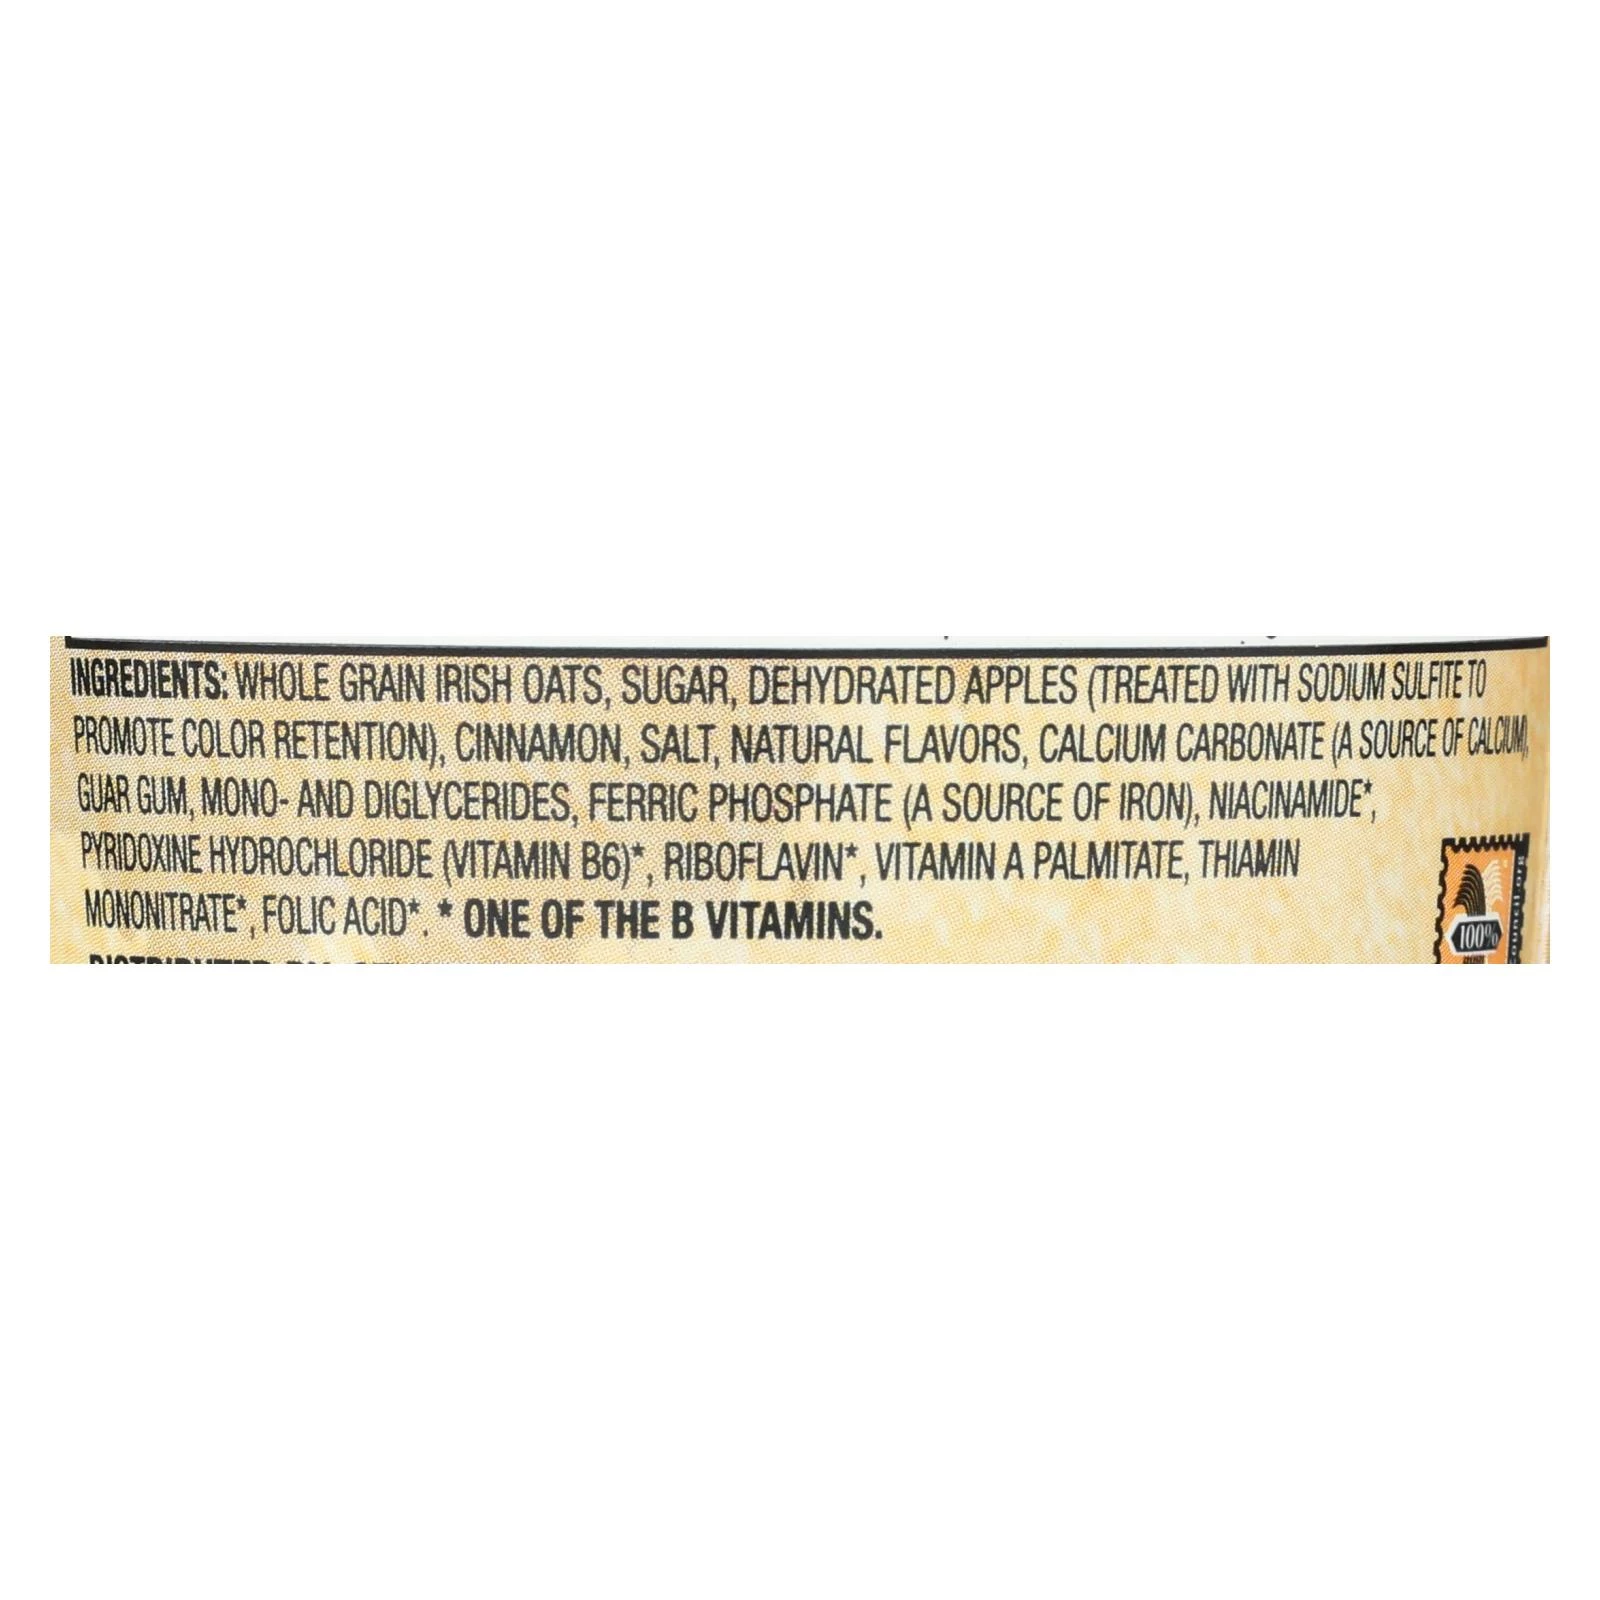 INGREDIENTS: WHOLE GRAIN IRISH OATS, SUGAR, DEHYDRATED APPLES (TREATED WITH SODIUM SULFITE TO
PROMOTE COLOR RETENTION), CINNAMON, SALT, NATURAL FLAVORS, CALCIUM CARBONATE (A SOURCE OF CALCIUM),
GUAR GUM, MONO- AND DIGLYCERIDES, FERRIC PHOSPHATE (A SOURCE OF IRON), NIACINAMIDE*,
PYRIDOXINE HYDROCHLORIDE (VITAMIN B6)*, RIBOFLAVIN*, VITAMIN A PALMITATE, THIAMIN
MONONITRATE*, FOLIC ACID*. * ONE OF THE B VITAMINS.
DISTRIBUTED BY:
100%